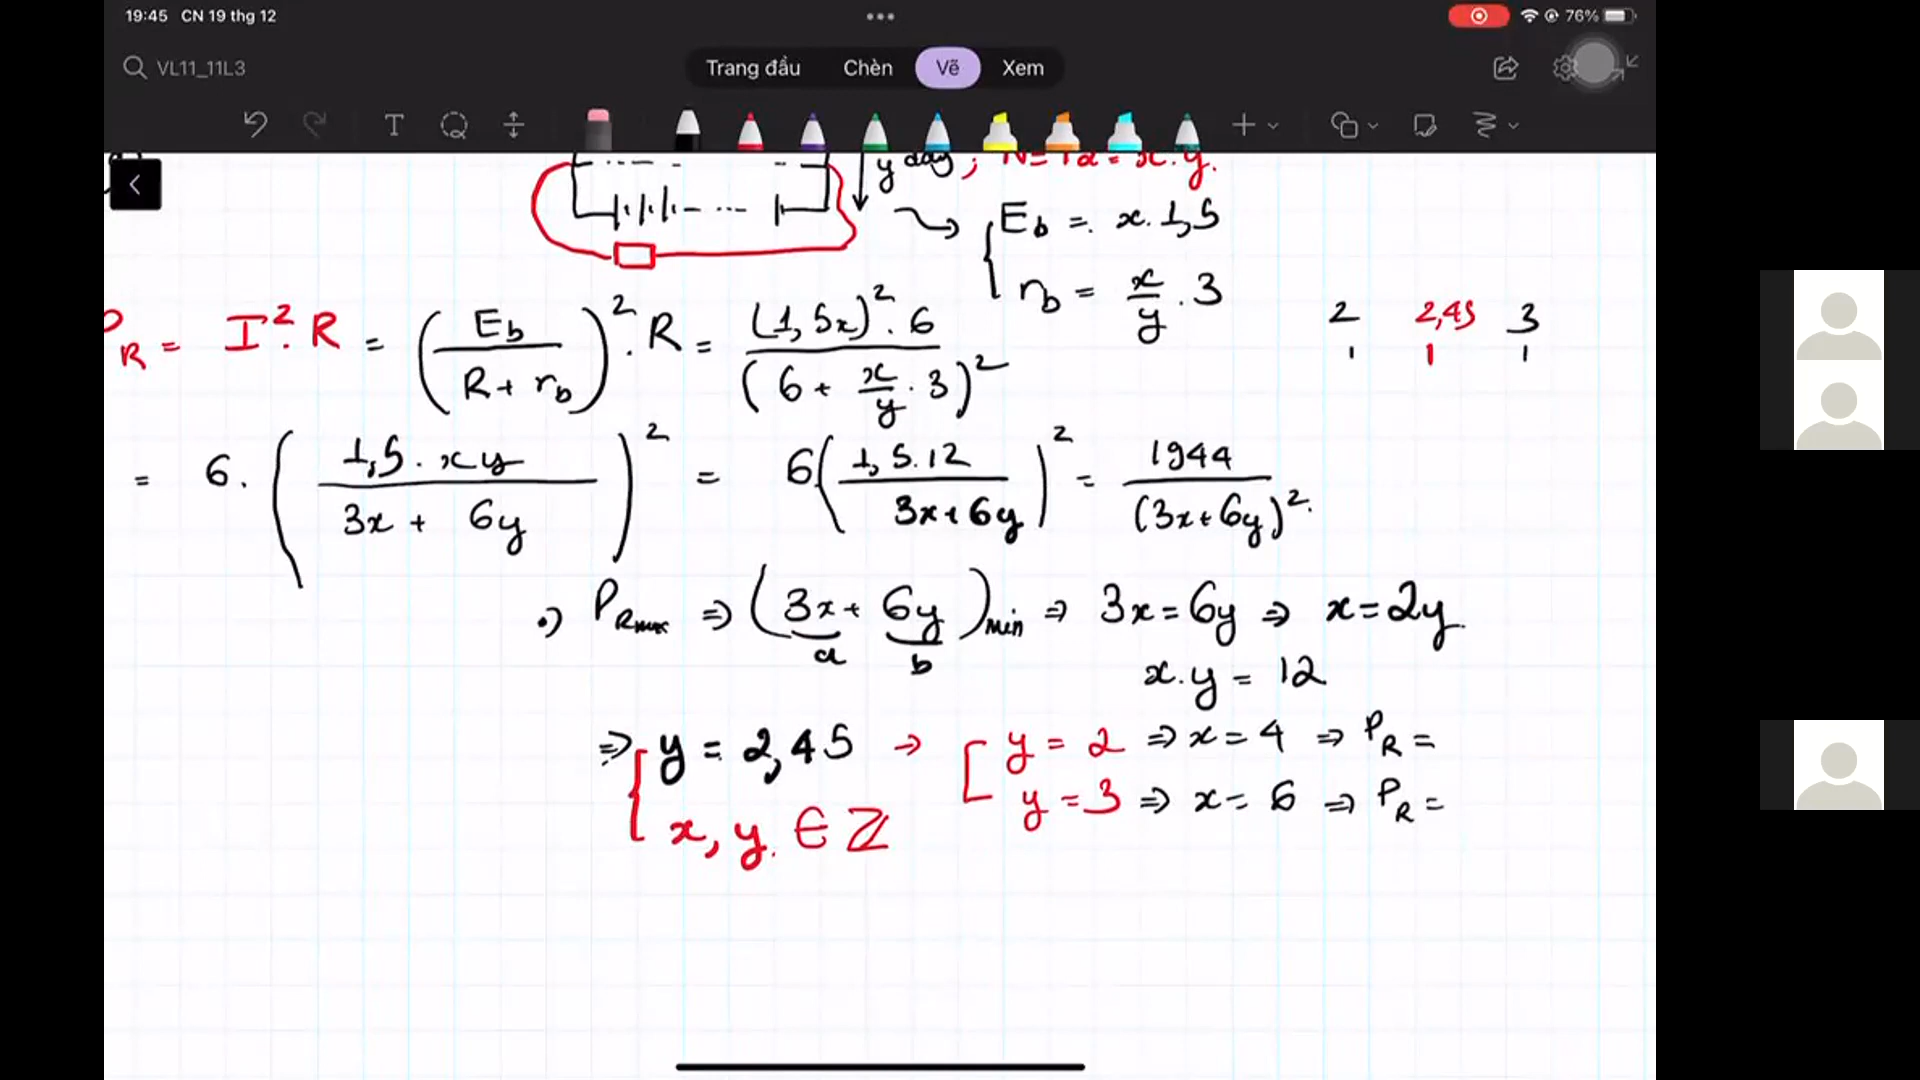 19:45 CN 19 thg 12
76%
VL11_11L3
Trang đầu Chèn Vẽ Xem
T
y dãy; = x.y.
E_b = x.1,5
r_b = x/y . 3
2 2,45 3
1 1 1
P_R = I².R = (E_b/(R + r_b))² . R = (1,5x)².6/(6 + x/y . 3)²
= 6. (1,5.xy/(3x + 6y))² = 6(1,5.12/(3x+6y))² = 1944/(3x+6y)².
•) P_Rmax ⇒ (3x + 6y)min ⇒ 3x = 6y ⇒ x = 2y
a b
x.y = 12
⇒ y = 2,45 → [ y = 2 ⇒ x = 4 ⇒ P_R =
y = 3 ⇒ x = 6 ⇒ P_R =
x, y ∈ ℤ